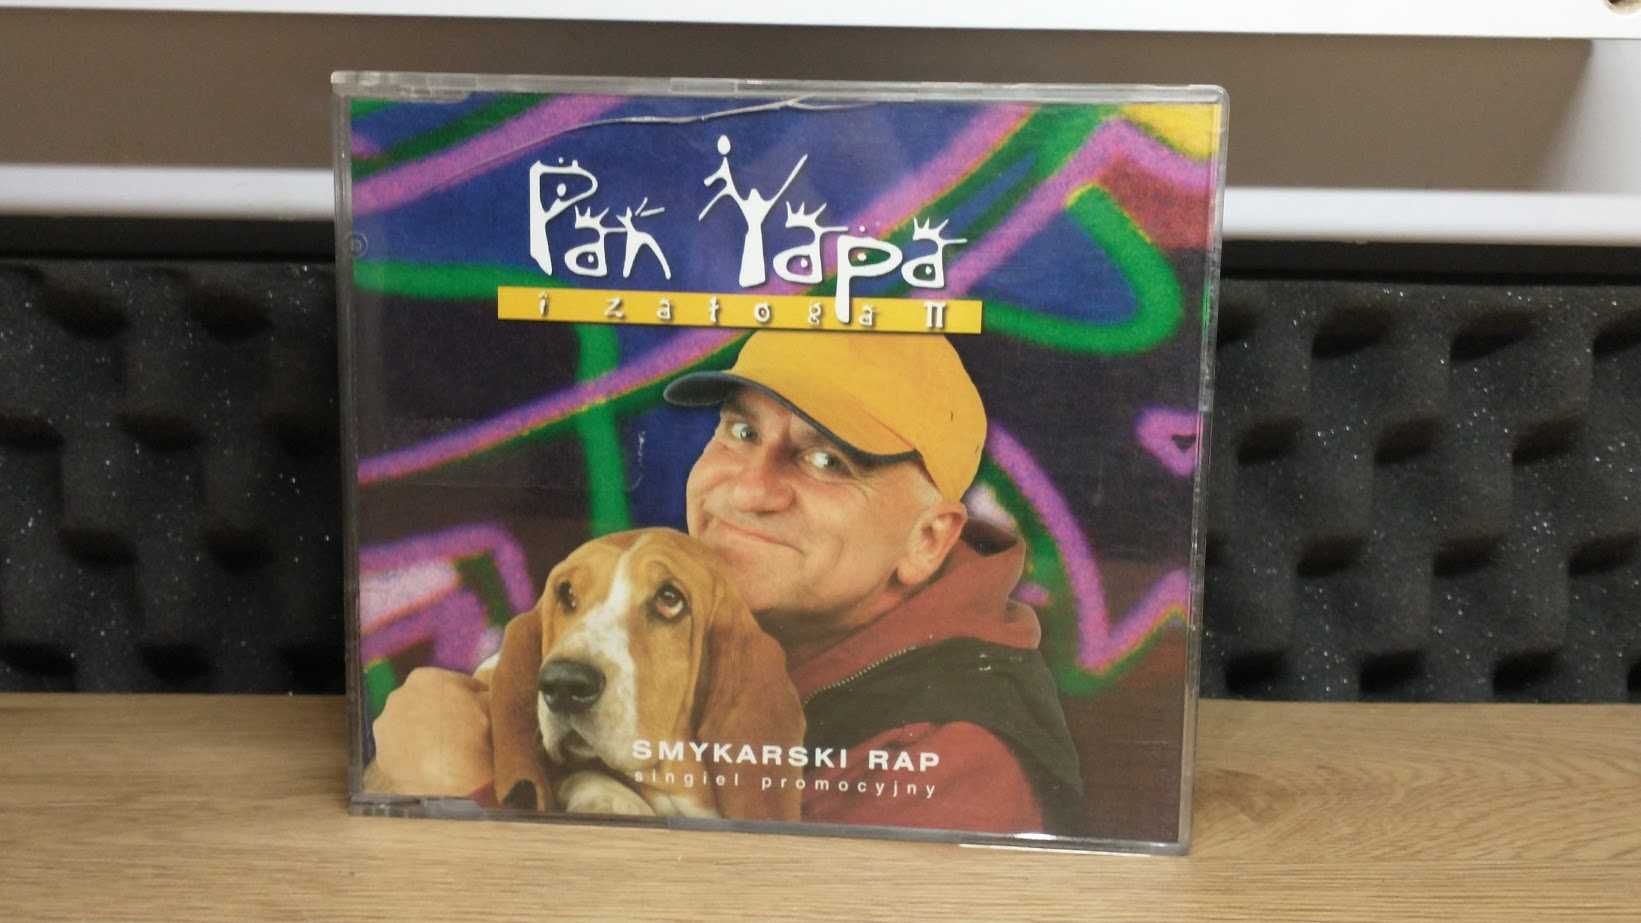 Pan Yapa
i załoga II
SMYKARSKI RAP
singiel promocyjny